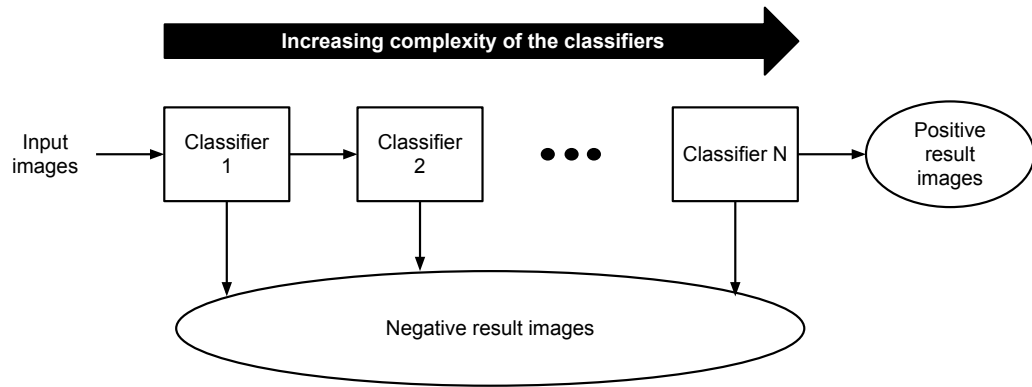 Increasing complexity of the classifiers
Input
images
Classifier
1
Classifier
2
Classifier N
Positive
result
images
Negative result images